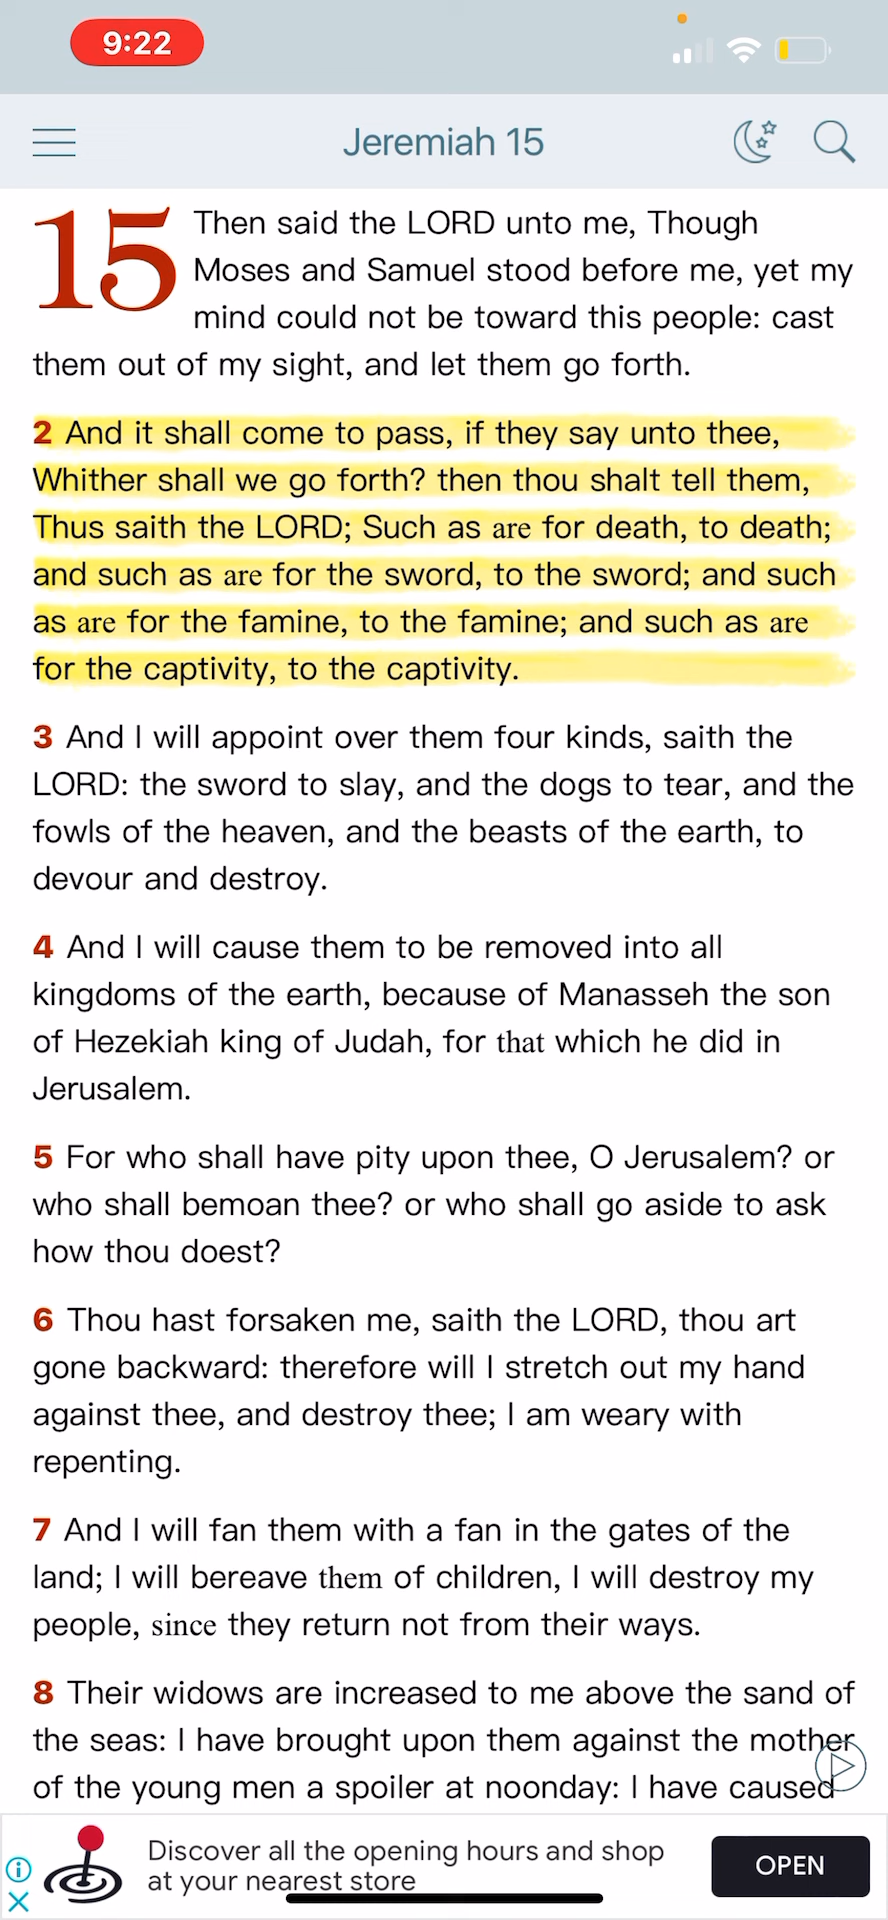 9:22
Jeremiah 15
15 Then said the LORD unto me, Though
Moses and Samuel stood before me, yet my
mind could not be toward this people: cast
them out of my sight, and let them go forth.
2 And it shall come to pass, if they say unto thee,
Whither shall we go forth? then thou shalt tell them,
Thus saith the LORD; Such as are for death, to death;
and such as are for the sword, to the sword; and such
as are for the famine, to the famine; and such as are
for the captivity, to the captivity.
3 And I will appoint over them four kinds, saith the
LORD: the sword to slay, and the dogs to tear, and the
fowls of the heaven, and the beasts of the earth, to
devour and destroy.
4 And I will cause them to be removed into all
kingdoms of the earth, because of Manasseh the son
of Hezekiah king of Judah, for that which he did in
Jerusalem.
5 For who shall have pity upon thee, O Jerusalem? or
who shall bemoan thee? or who shall go aside to ask
how thou doest?
6 Thou hast forsaken me, saith the LORD, thou art
gone backward: therefore will I stretch out my hand
against thee, and destroy thee; I am weary with
repenting.
7 And I will fan them with a fan in the gates of the
land; I will bereave them of children, I will destroy my
people, since they return not from their ways.
8 Their widows are increased to me above the sand of
the seas: I have brought upon them against the mother
of the young men a spoiler at noonday: I have caused
Discover all the opening hours and shop
at your nearest store
OPEN